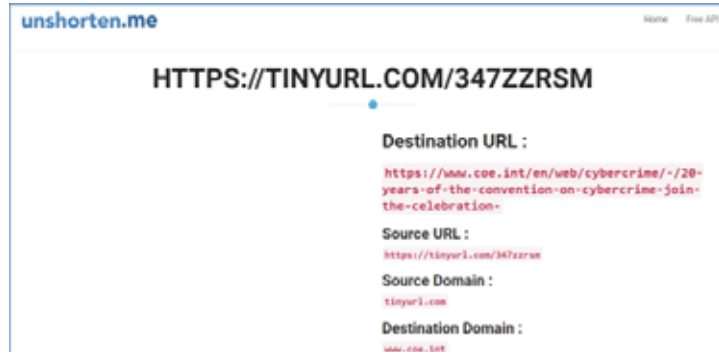 unshorten.me
Home Free API
HTTPS://TINYURL.COM/347ZZRSM
Destination URL :
https://www.coe.int/en/web/cybercrime/-/20-
years-of-the-convention-on-cybercrime-join-
the-celebration-
Source URL :
https://tinyurl.com/347zzrsm
Source Domain :
tinyurl.com
Destination Domain :
www.coe.int